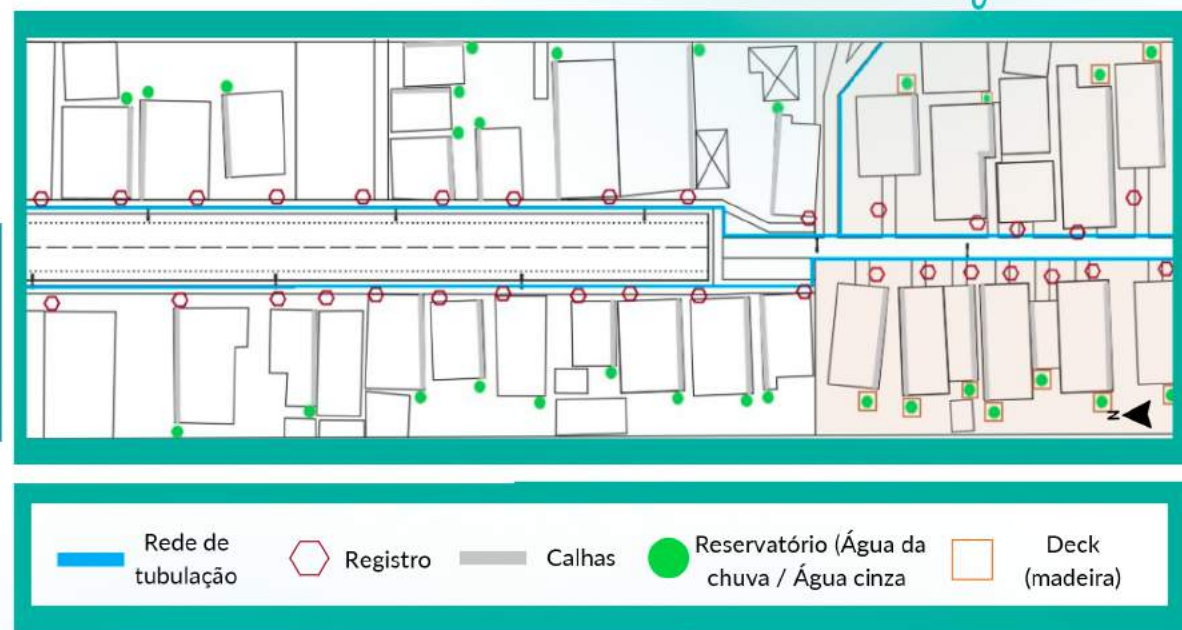 N
Rede de
tubulação
Registro
Calhas
Reservatório (Água da
chuva / Água cinza
Deck
(madeira)